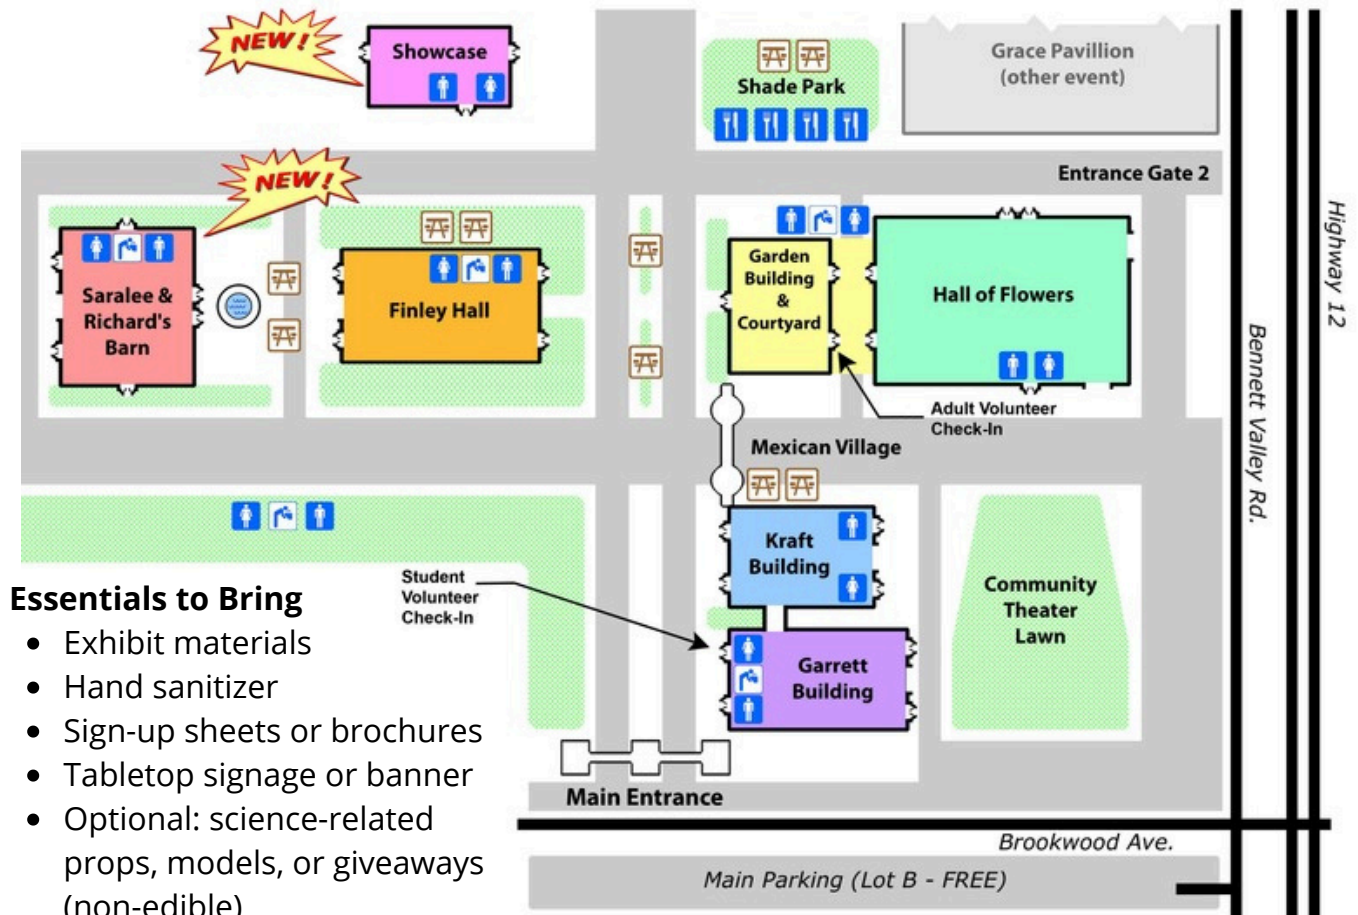 NEW!
Showcase
Shade Park
Grace Pavillion
(other event)
Entrance Gate 2
NEW!
Saralee &
Richard's
Barn
Finley Hall
Garden
Building
&
Courtyard
Hall of Flowers
Highway 12
Bennett Valley Rd.
Adult Volunteer
Check-In
Mexican Village
Kraft
Building
Student
Volunteer
Check-In
Community
Theater
Lawn
Garrett
Building
Essentials to Bring
• Exhibit materials
• Hand sanitizer
• Sign-up sheets or brochures
• Tabletop signage or banner
• Optional: science-related
props, models, or giveaways
(non-edible)
Main Entrance
Brookwood Ave.
Main Parking (Lot B - FREE)